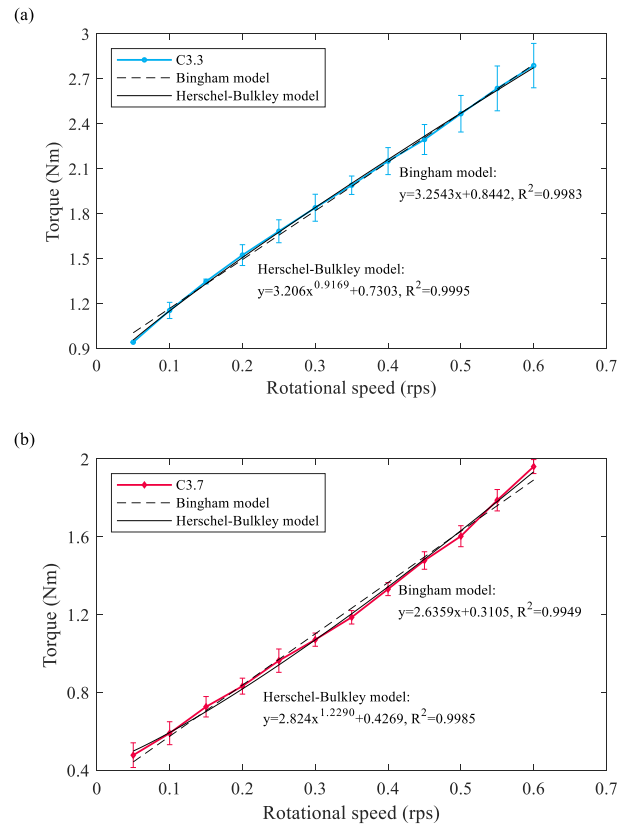 (a)
3
2.7
2.4
2.1
1.8
1.5
1.2
0.9
Torque (Nm)
C3.3
Bingham model
Herschel-Bulkley model
Bingham model:
y=3.2543x+0.8442, R²=0.9983
Herschel-Bulkley model:
y=3.206x^0.9169+0.7303, R²=0.9995
0 0.1 0.2 0.3 0.4 0.5 0.6 0.7
Rotational speed (rps)
(b)
2
1.6
1.2
0.8
0.4
Torque (Nm)
C3.7
Bingham model
Herschel-Bulkley model
Bingham model:
y=2.6359x+0.3105, R²=0.9949
Herschel-Bulkley model:
y=2.824x^1.2290+0.4269, R²=0.9985
0 0.1 0.2 0.3 0.4 0.5 0.6 0.7
Rotational speed (rps)